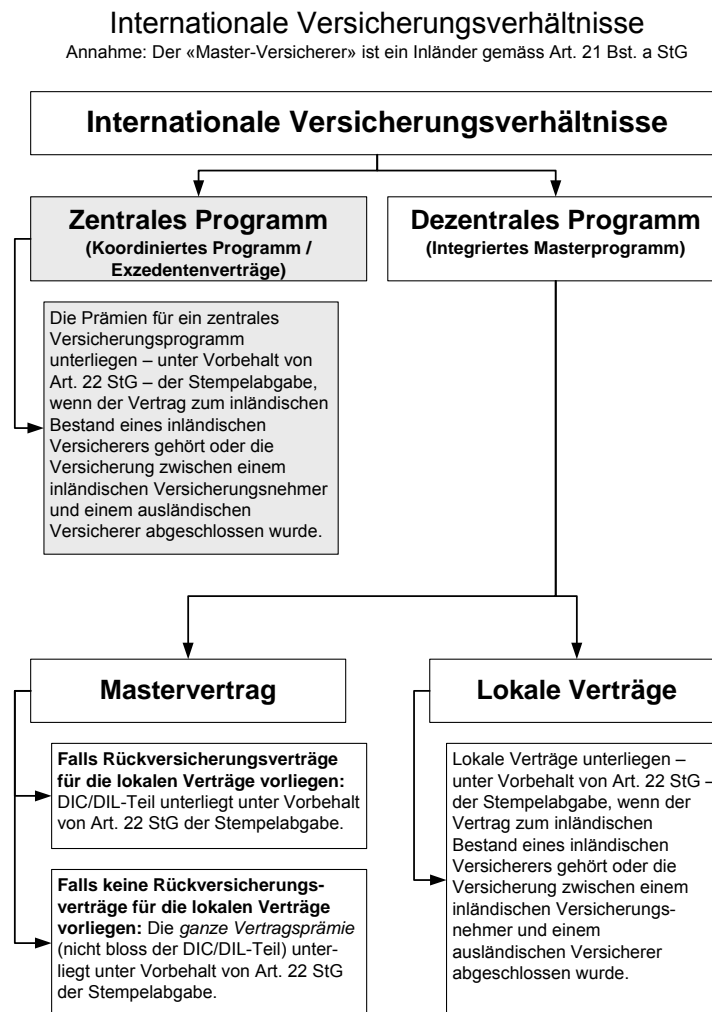 Internationale Versicherungsverhältnisse
Annahme: Der «Master-Versicherer» ist ein Inländer gemäss Art. 21 Bst. a StG
Internationale Versicherungsverhältnisse
Zentrales Programm
(Koordiniertes Programm /
Exzedentenverträge)
Dezentrales Programm
(Integriertes Masterprogramm)
Die Prämien für ein zentrales
Versicherungsprogramm
unterliegen – unter Vorbehalt von
Art. 22 StG – der Stempelabgabe,
wenn der Vertrag zum inländischen
Bestand eines inländischen
Versicherers gehört oder die
Versicherung zwischen einem
inländischen Versicherungsnehmer
und einem ausländischen
Versicherer abgeschlossen wurde.
Mastervertrag
Falls Rückversicherungsverträge
für die lokalen Verträge vorliegen:
DIC/DIL-Teil unterliegt unter Vorbehalt
von Art. 22 StG der Stempelabgabe.
Falls keine Rückversicherungs-
verträge für die lokalen Verträge
vorliegen: Die ganze Vertragsprämie
(nicht bloss der DIC/DIL-Teil) unter-
liegt unter Vorbehalt von Art. 22 StG
der Stempelabgabe.
Lokale Verträge
Lokale Verträge unterliegen –
unter Vorbehalt von Art. 22 StG –
der Stempelabgabe, wenn der
Vertrag zum inländischen
Bestand eines inländischen
Versicherers gehört oder die
Versicherung zwischen einem
inländischen Versicherungs-
nehmer und einem
ausländischen Versicherer
abgeschlossen wurde.